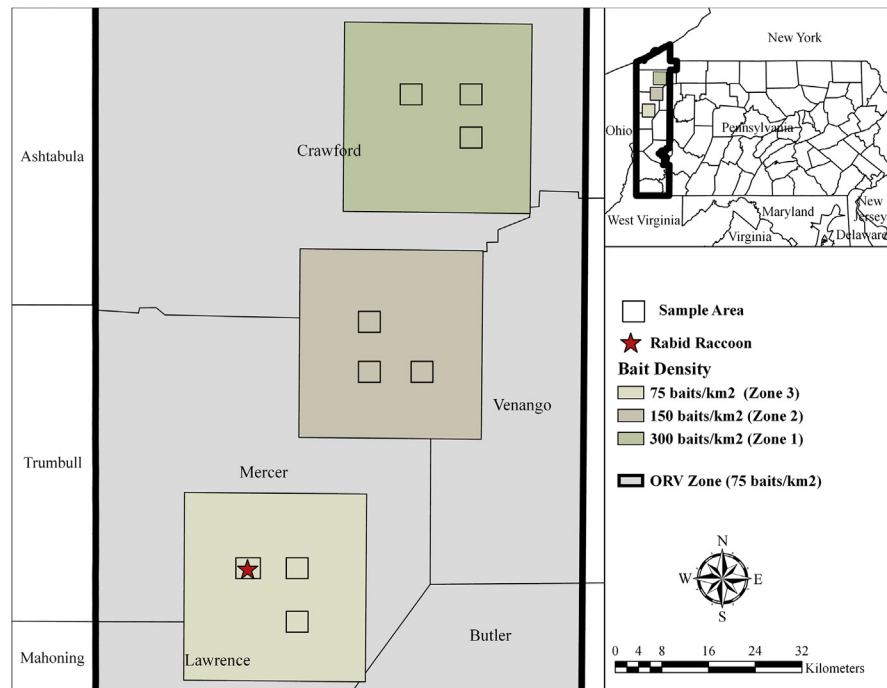 Ashtabula
Crawford
Venango
Trumbull
Mercer
Mahoning
Lawrence
Butler
New York
Ohio
Pennsylvania
West Virginia
Maryland
Virginia
New
Jersey
Delaware
Sample Area
Rabid Raccoon
Bait Density
75 baits/km2 (Zone 3)
150 baits/km2 (Zone 2)
300 baits/km2 (Zone 1)
ORV Zone (75 baits/km2)
N
W
E
S
0 4 8 16 24 32
Kilometers